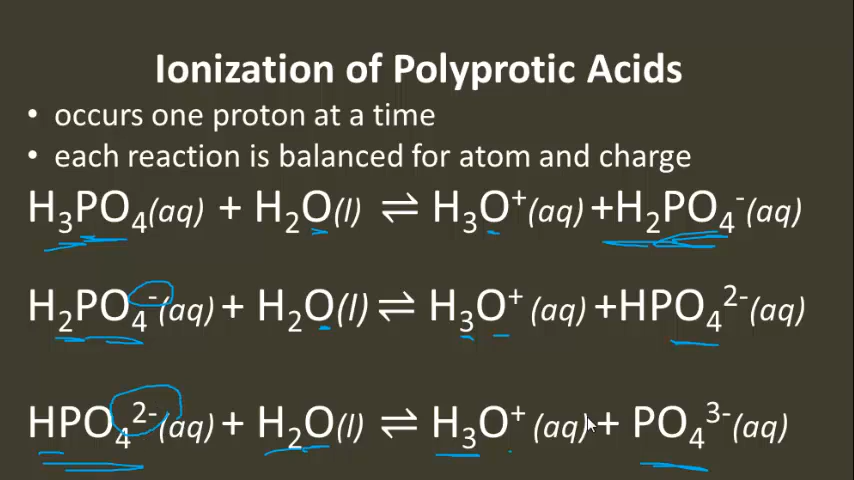 Ionization of Polyprotic Acids
• occurs one proton at a time
• each reaction is balanced for atom and charge
H₃PO₄(aq) + H₂O(l) ⇌ H₃O⁺(aq) +H₂PO₄⁻(aq)
H₂PO₄⁻(aq) + H₂O(l) ⇌ H₃O⁺ (aq) +HPO₄²⁻(aq)
HPO₄²⁻(aq) + H₂O(l) ⇌ H₃O⁺ (aq) + PO₄³⁻(aq)